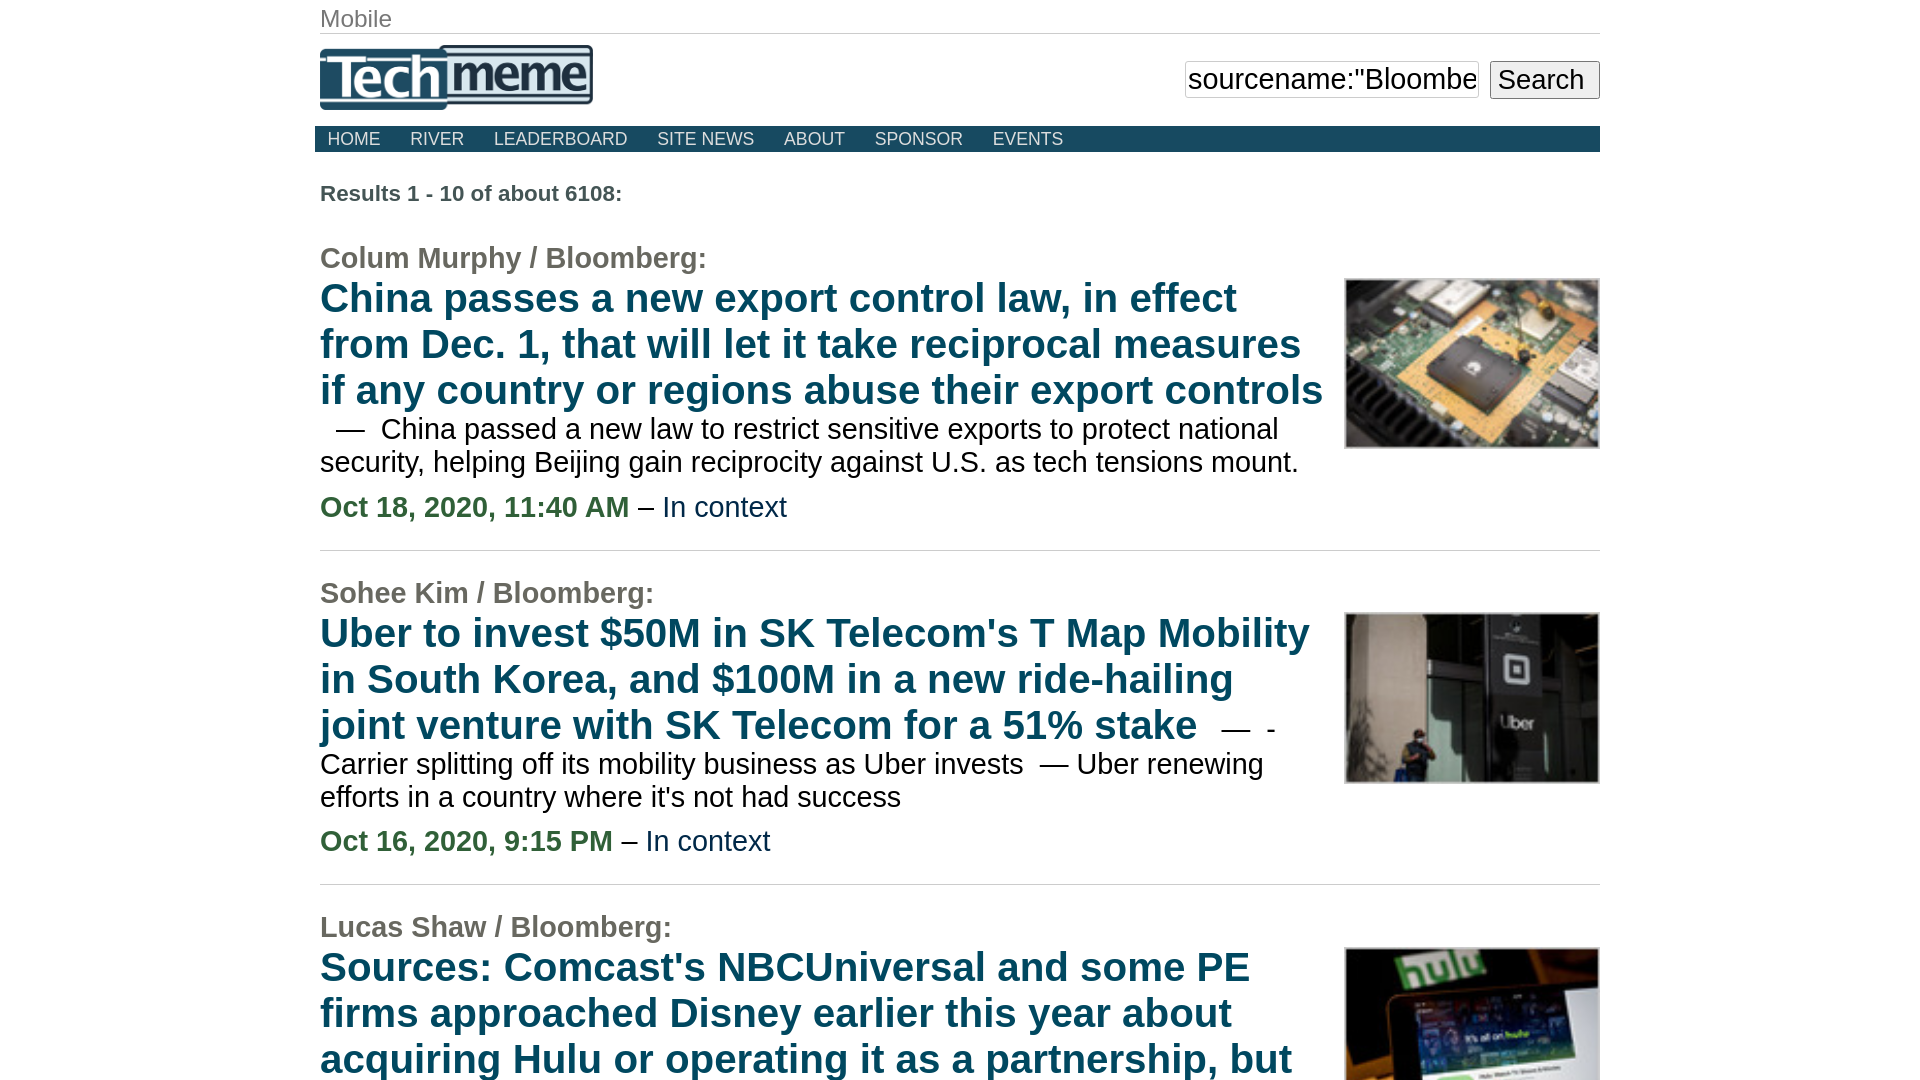 Mobile
Tech meme
sourcename:"Bloombe
Search
HOME RIVER LEADERBOARD SITE NEWS ABOUT SPONSOR EVENTS
Results 1 - 10 of about 6108:
Colum Murphy / Bloomberg:
China passes a new export control law, in effect
from Dec. 1, that will let it take reciprocal measures
if any country or regions abuse their export controls
— China passed a new law to restrict sensitive exports to protect national
security, helping Beijing gain reciprocity against U.S. as tech tensions mount.
Oct 18, 2020, 11:40 AM – In context
Sohee Kim / Bloomberg:
Uber to invest $50M in SK Telecom's T Map Mobility
in South Korea, and $100M in a new ride-hailing
joint venture with SK Telecom for a 51% stake — -
Carrier splitting off its mobility business as Uber invests — Uber renewing
efforts in a country where it's not had success
Uber
Oct 16, 2020, 9:15 PM – In context
Lucas Shaw / Bloomberg:
Sources: Comcast's NBCUniversal and some PE
firms approached Disney earlier this year about
acquiring Hulu or operating it as a partnership, but
hulu
It's all on hulu